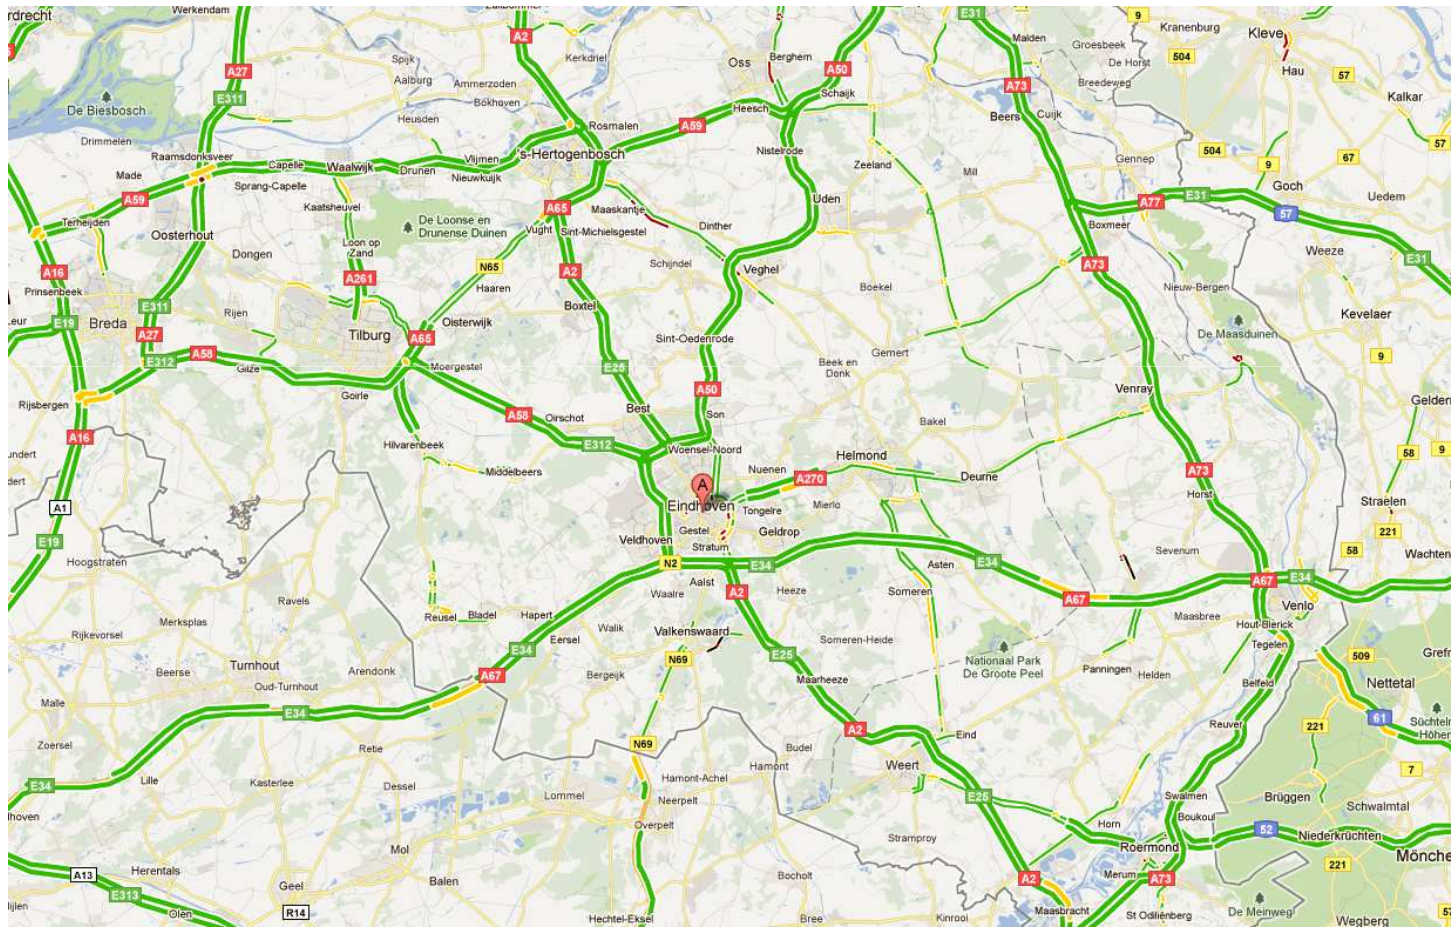 rdrecht
Werkendam
Zaltbommel
A2
E31
9
Kranenburg
Kleve
Malden
Groesbeek
De Horst
504
Hau
57
Kerkdriel
Spijk
Aalburg
Ammerzoden
Berghem
Oss
A50
A27
E311
Schaijk
A73
Breedeweg
Kalkar
De Biesbosch
Bokhoven
Heusden
Rosmalen
Heesch
A59
Beers
Cuijk
Drimmelen
Raamsdonksveer
Capelle
Waalwijk
Drunen
Vlijmen
Nieuwkuijk
's-Hertogenbosch
Nistelrode
Zeeland
Mill
Gennep
504
9
67
57
Made
Sprang-Capelle
Goch
Uedem
A59
Kaatsheuvel
De Loonse en
Drunense Duinen
A65
Maaskantje
Uden
A77
E31
57
Terheijden
Oosterhout
Loon op
Zand
Vught
Sint-Michielsgestel
Dinther
Boxmeer
Dongen
Weeze
A16
A261
N65
A2
Schijndel
Veghel
A73
E31
Prinsenbeek
Haaren
Boekel
Nieuw-Bergen
E311
Rijen
Boxtel
Kevelaer
Leur
E19
Breda
A27
Tilburg
Oisterwijk
A65
Sint-Oedenrode
De Maasduinen
E312
A58
Gilze
Moergestel
E25
Beek en
Donk
Gemert
9
Goirle
A50
Venray
Rijsbergen
Oirschot
A58
Best
Son
Gelden
A16
Hilvarenbeek
E312
Woensel-Noord
Bakel
58
9
Middelbeers
Nuenen
Helmond
Deurne
A73
A
A270
Horst
Straelen
A1
Eindhoven
Tongelre
Mierlo
221
E19
Veldhoven
Gestel
Stratum
Geldrop
Sevenum
58
Wachten
Hoogstraten
N2
E34
Asten
E34
A67
E34
Aalst
A2
Heeze
Someren
A67
Venlo
Ravels
Reusel
Bladel
Hapert
Waalre
Maasbree
Merksplas
Hout-Blerick
Rijkevorsel
Eersel
Walik
Valkenswaard
Someren-Heide
Tegelen
E34
N69
E25
Nationaal Park
De Groote Peel
509
Turnhout
Arendonk
Panningen
Helden
Beerse
Oud-Turnhout
A67
Bergeijk
Maarheeze
Belfeld
Nettetal
Malle
E34
A2
Reuver
61
Zoersel
Retie
N69
Budel
Eind
221
Hamont
Weert
Lille
Kasterlee
Dessel
Hamont-Achel
7
E34
Lommel
Neerpelt
E25
Swalmen
Brüggen
Schwalmtal
Overpelt
Horn
Boukoul
52
Niederkrüchten
Stramproy
Roermond
Mol
Herentals
A13
Balen
Bocholt
A2
Merum
A73
221
Geel
E313
R14
Olen
Hechtel-Eksel
Bree
Kinrooi
Maasbracht
St Odiliënberg
De Meinweg
Wegberg
57